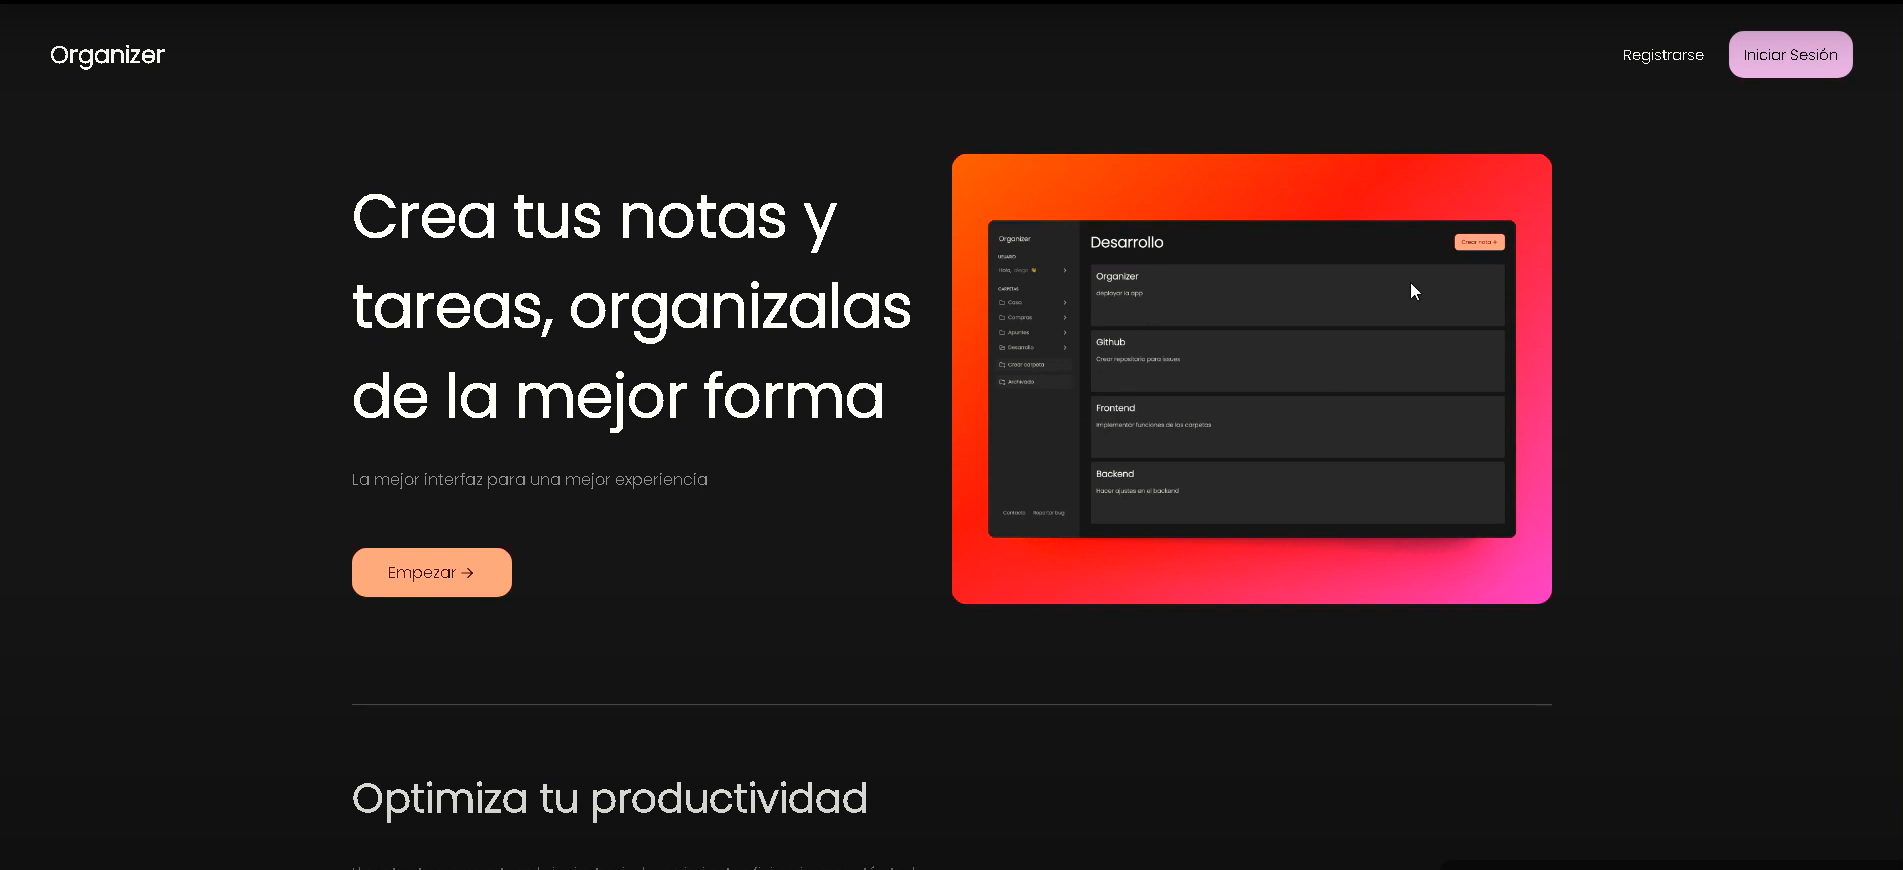 Organizer
Registrarse
Iniciar Sesión
Crea tus notas y
tareas, organizalas
de la mejor forma
La mejor interfaz para una mejor experiencia
Empezar →
Organizer
USUARIO
Hola, diego 👋
CARPETAS
Casa
Compras
Apuntes
Desarrollo
Crear carpeta
Archivado
Contacto Reportar bug
Desarrollo
Crear nota +
Organizer
deployar la app
Github
Crear repositorio para issues
Frontend
Implementar funciones de las carpetas
Backend
Hacer ajustes en el backend
Optimiza tu productividad